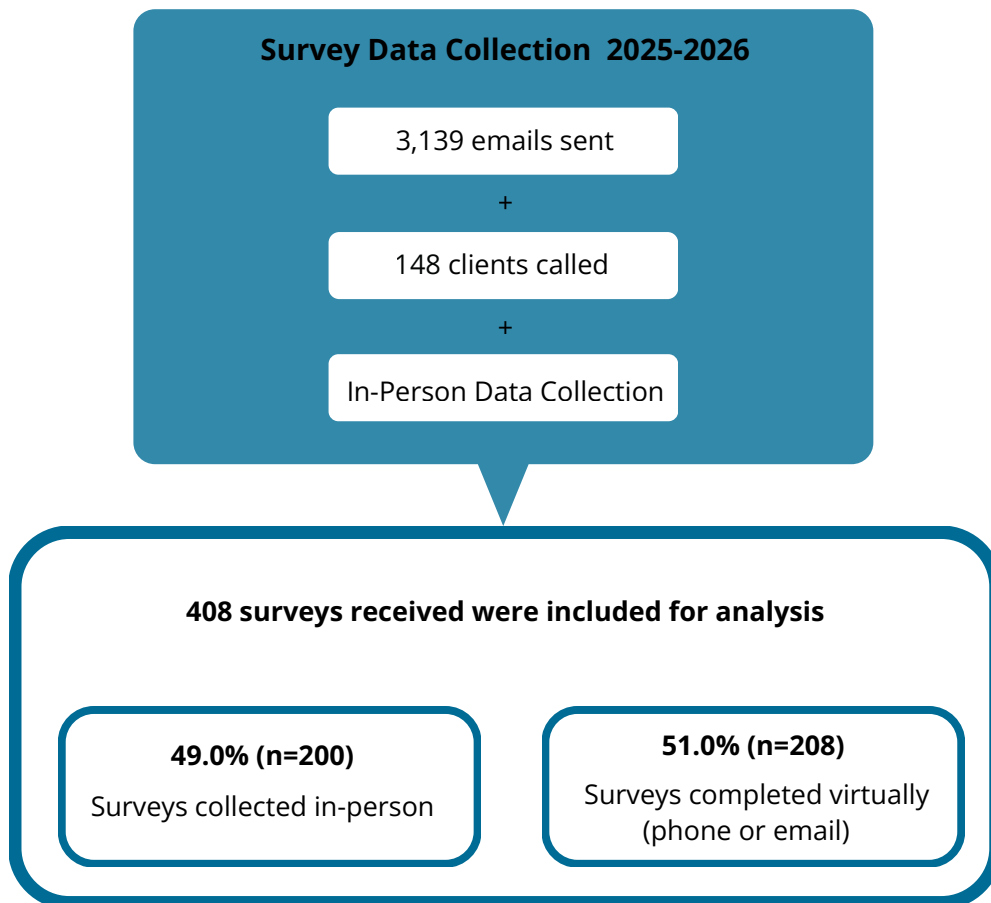 Survey Data Collection  2025-2026
3,139 emails sent
+
148 clients called
+
In-Person Data Collection
408 surveys received were included for analysis
49.0% (n=200)
Surveys collected in-person
51.0% (n=208)
Surveys completed virtually
(phone or email)